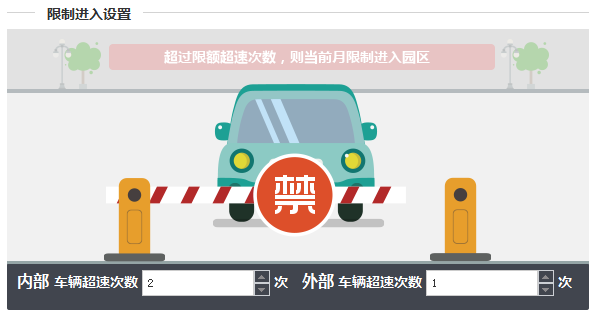 限制进入设置
超过限额超速次数，则当前月限制进入园区
禁
内部 车辆超速次数 2 次 外部 车辆超速次数 1 次